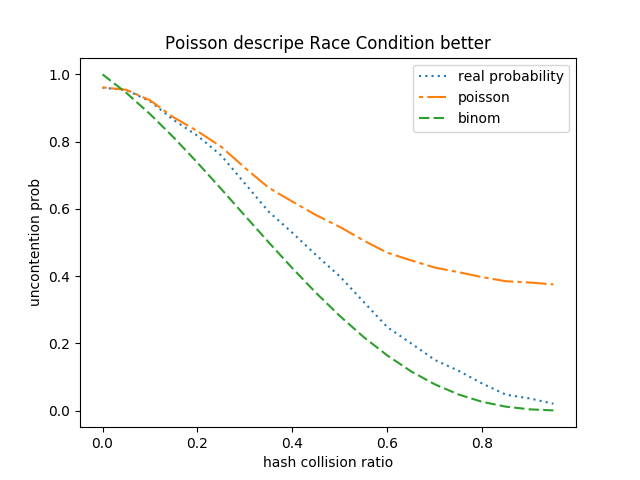 Poisson descripe Race Condition better
real probability
poisson
binom
uncontention prob
1.0
0.8
0.6
0.4
0.2
0.0
0.0 0.2 0.4 0.6 0.8
hash collision ratio